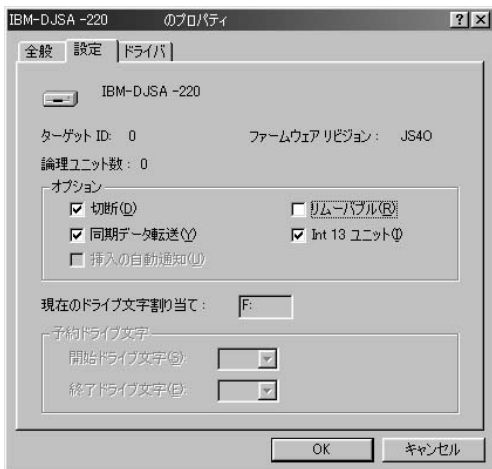 IBM-DJSA -220 のプロパティ
全般 設定 ドライバ
IBM-DJSA -220
ターゲット ID: 0 ファームウェア リビジョン: JS4O
論理ユニット数: 0
オプション
切断(D) リムーバブル(R)
同期データ転送(Y) Int 13 ユニット(I)
挿入の自動通知(U)
現在のドライブ文字割り当て: F:
予約ドライブ文字
開始ドライブ文字(S):
終了ドライブ文字(E):
OK キャンセル